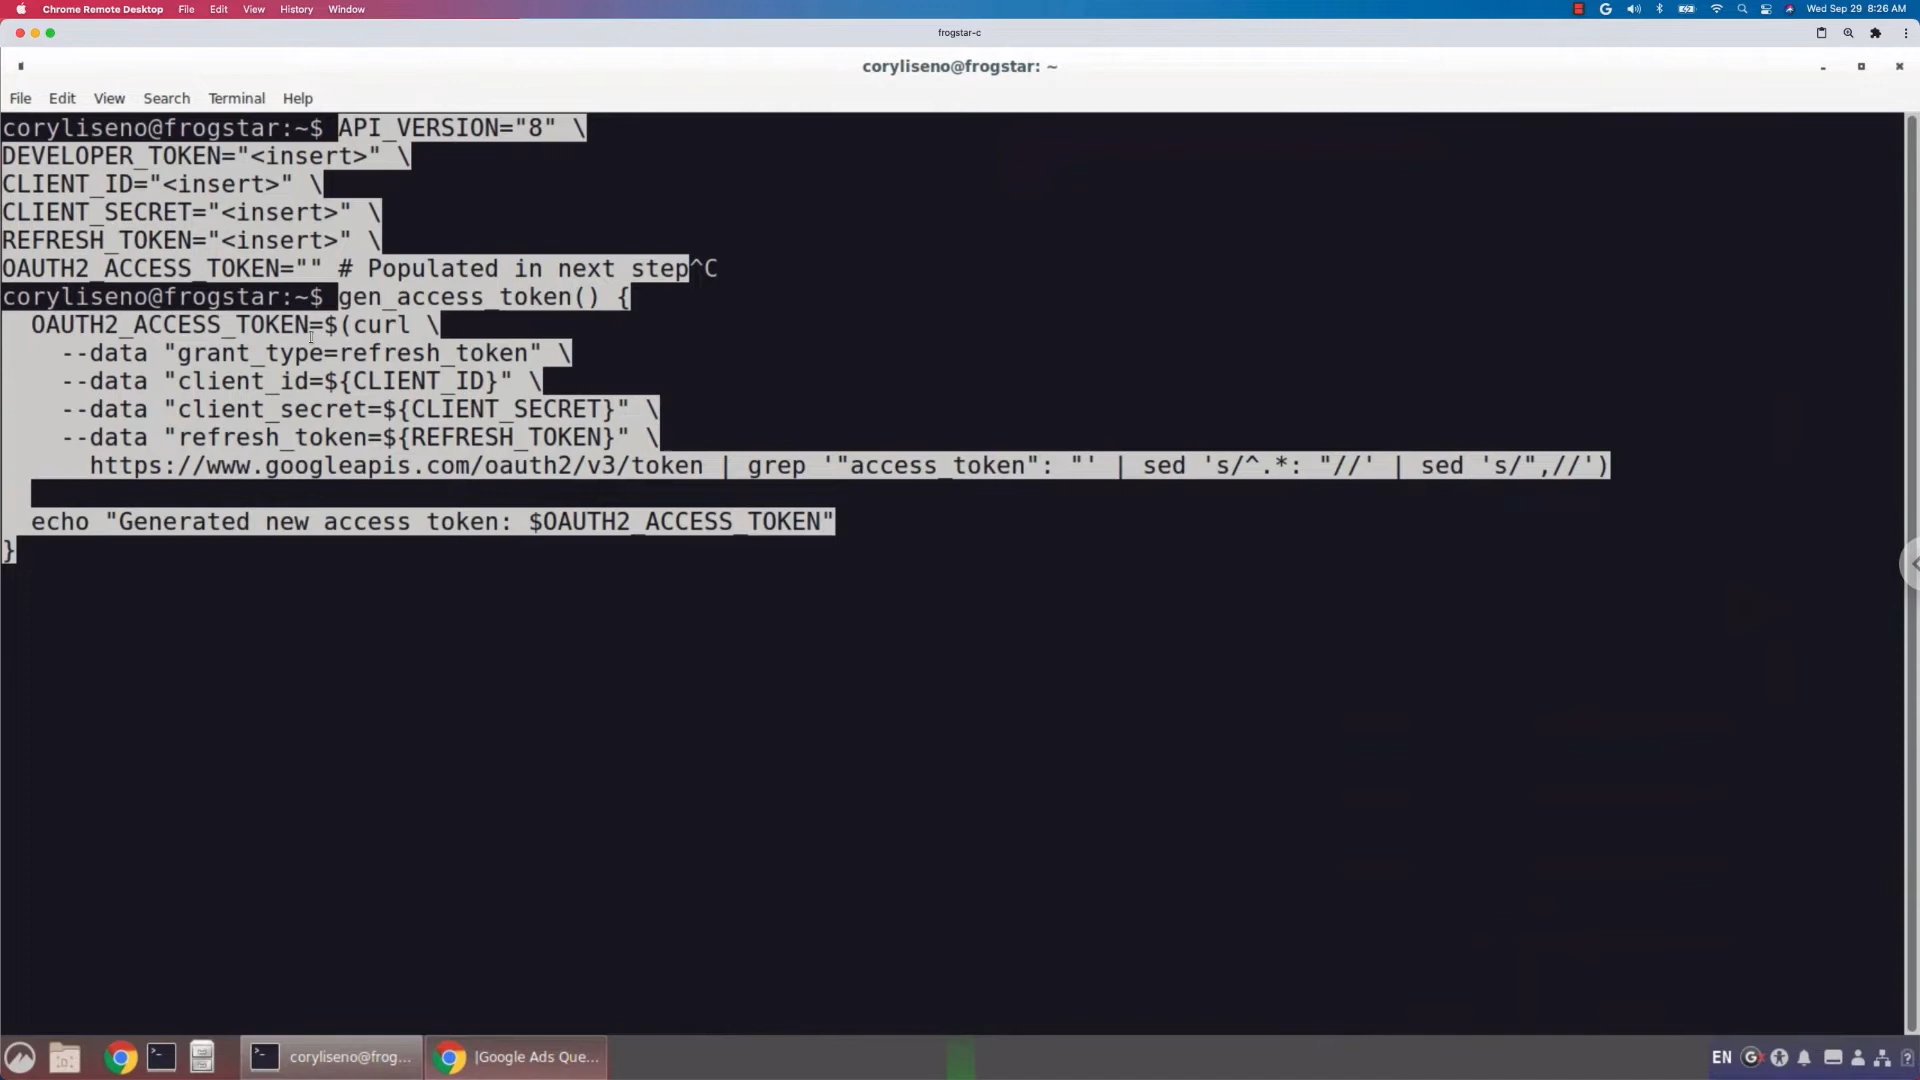 Chrome Remote Desktop File Edit View History Window
Wed Sep 29 8:26 AM
frogstar-c
coryliseno@frogstar: ~
File Edit View Search Terminal Help
coryliseno@frogstar:~$ API_VERSION="8" \
DEVELOPER_TOKEN="<insert>" \
CLIENT_ID="<insert>" \
CLIENT_SECRET="<insert>" \
REFRESH_TOKEN="<insert>" \
OAUTH2_ACCESS_TOKEN="" # Populated in next step^C
coryliseno@frogstar:~$ gen_access_token() {
  OAUTH2_ACCESS_TOKEN=$(curl \
    --data "grant_type=refresh_token" \
    --data "client_id=${CLIENT_ID}" \
    --data "client_secret=${CLIENT_SECRET}" \
    --data "refresh_token=${REFRESH_TOKEN}" \
      https://www.googleapis.com/oauth2/v3/token | grep '"access_token": "' | sed 's/^.*: "//' | sed 's/",//')
  echo "Generated new access token: $OAUTH2_ACCESS_TOKEN"
}
coryliseno@frog...
|Google Ads Que...
EN